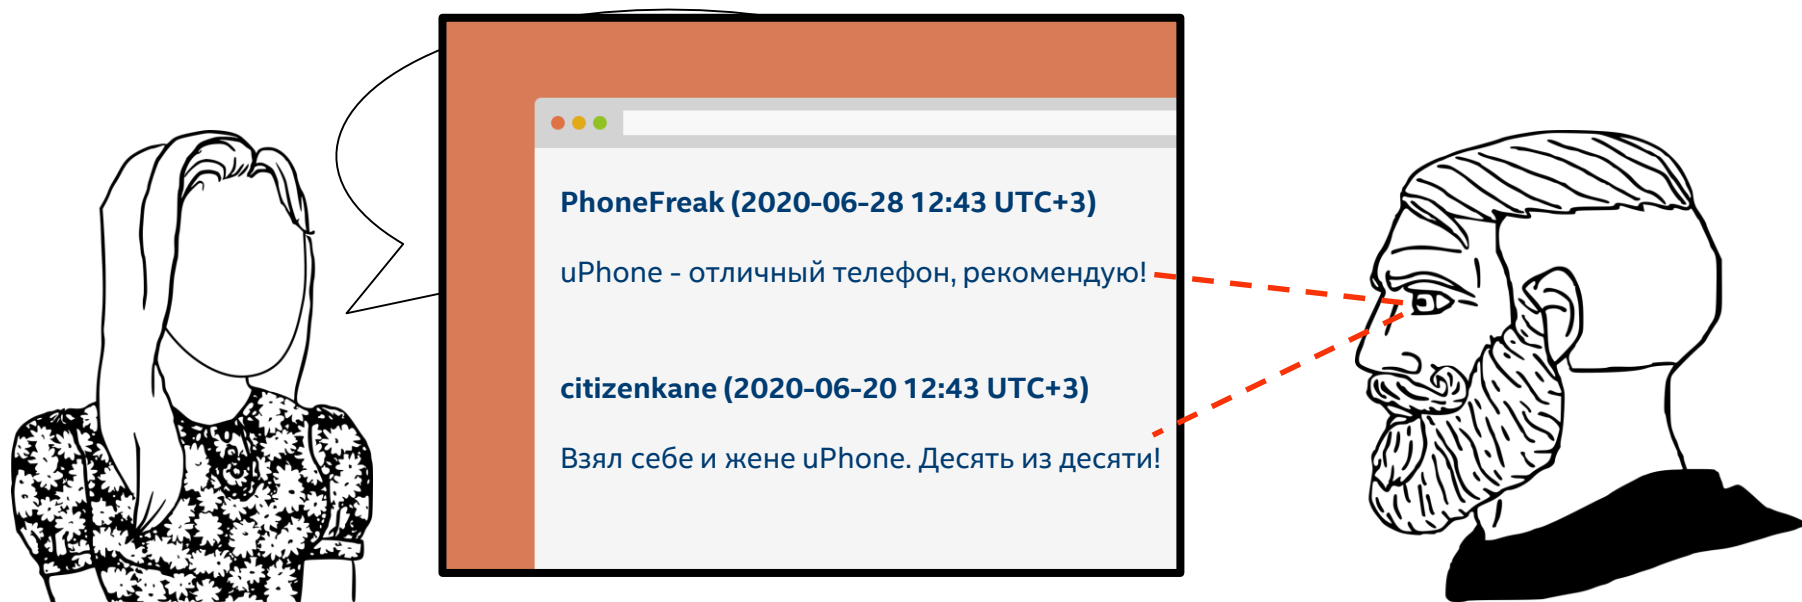 PhoneFreak (2020-06-28 12:43 UTC+3)
uPhone - отличный телефон, рекомендую!
citizenkane (2020-06-20 12:43 UTC+3)
Взял себе и жене uPhone. Десять из десяти!